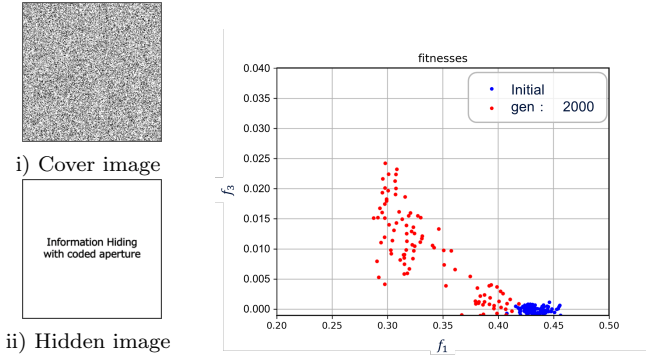 i) Cover image
Information Hiding
with coded aperture
ii) Hidden image
fitnesses
Initial
gen : 2000
f3
0.040
0.035
0.030
0.025
0.020
0.015
0.010
0.005
0.000
0.20 0.25 0.30 0.35 0.40 0.45 0.50
f1